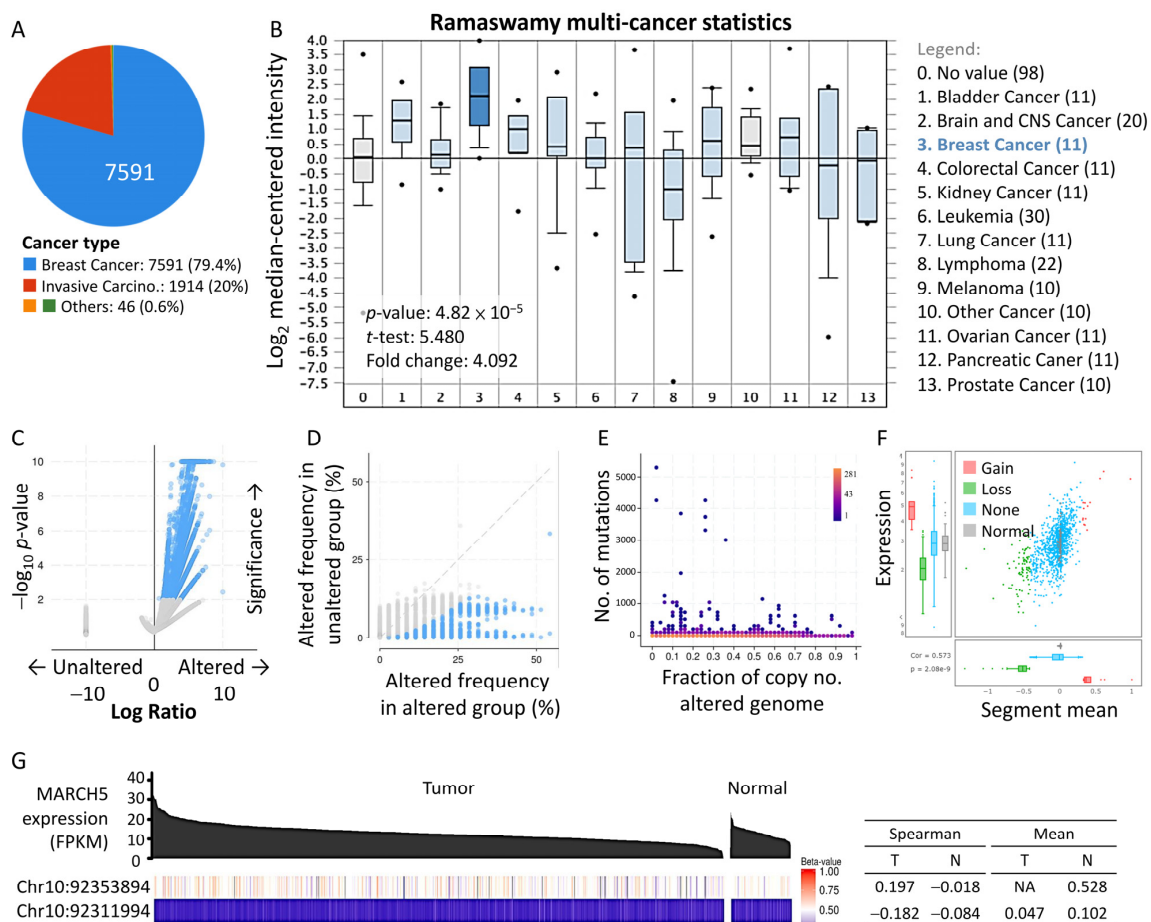 A
7591
Cancer type
Breast Cancer: 7591 (79.4%)
Invasive Carcino.: 1914 (20%)
Others: 46 (0.6%)
B
Ramaswamy multi-cancer statistics
Log2 median-centered intensity
4.0
3.5
3.0
2.5
2.0
1.5
1.0
0.5
0.0
-0.5
-1.0
-1.5
-2.0
-2.5
-3.0
-3.5
-4.0
-4.5
-5.0
-5.5
-6.0
-6.5
-7.0
-7.5
p-value: 4.82 × 10−5
t-test: 5.480
Fold change: 4.092
0 1 2 3 4 5 6 7 8 9 10 11 12 13
Legend:
0. No value (98)
1. Bladder Cancer (11)
2. Brain and CNS Cancer (20)
3. Breast Cancer (11)
4. Colorectal Cancer (11)
5. Kidney Cancer (11)
6. Leukemia (30)
7. Lung Cancer (11)
8. Lymphoma (22)
9. Melanoma (10)
10. Other Cancer (10)
11. Ovarian Cancer (11)
12. Pancreatic Caner (11)
13. Prostate Cancer (10)
C
−log10 p-value
10
8
6
4
2
Significance →
← Unaltered
Altered →
−10 0 10
Log Ratio
D
Altered frequency in
unaltered group (%)
50
25
0
0 25 50
Altered frequency
in altered group (%)
E
No. of mutations
5000
4000
3000
2000
1000
0
281
43
1
0 0.1 0.2 0.3 0.4 0.5 0.6 0.7 0.8 0.9 1
Fraction of copy no.
altered genome
F
Expression
Gain
Loss
None
Normal
Cor = 0.573
p = 2.08e-9
−1 −0.5 0 0.5 1
Segment mean
G
MARCH5
expression
(FPKM)
40
30
20
10
0
Tumor
Normal
Chr10:92353894
Chr10:92311994
Beta-value
1.00
0.75
0.50
0.25
0.00
Spearman Mean
T N T N
0.197 −0.018 NA 0.528
−0.182 −0.084 0.047 0.102